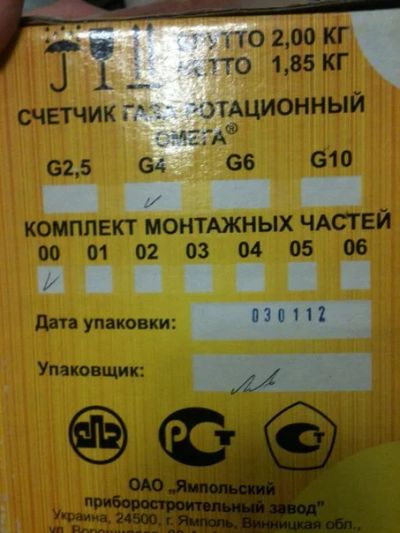 БРУТТО 2,00 КГ
НЕТТО 1,85 КГ
СЧЕТЧИК ГАЗА РОТАЦИОННЫЙ
ОМЕГА®
G2,5 G4 G6 G10
КОМПЛЕКТ МОНТАЖНЫХ ЧАСТЕЙ
00 01 02 03 04 05 06
Дата упаковки: 030112
Упаковщик:
РСТ
СТ
ОАО „Ямпольский
приборостроительный завод"
Украина, 24500, г. Ямполь, Винницкая обл.,